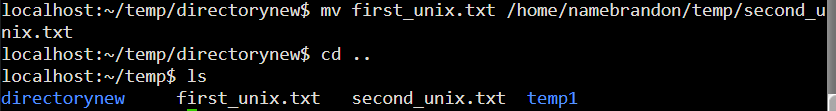 localhost:~/temp/directorynew$ mv first_unix.txt /home/namebrandon/temp/second_u
nix.txt
localhost:~/temp/directorynew$ cd ..
localhost:~/temp$ ls
directorynew    first_unix.txt   second_unix.txt  temp1